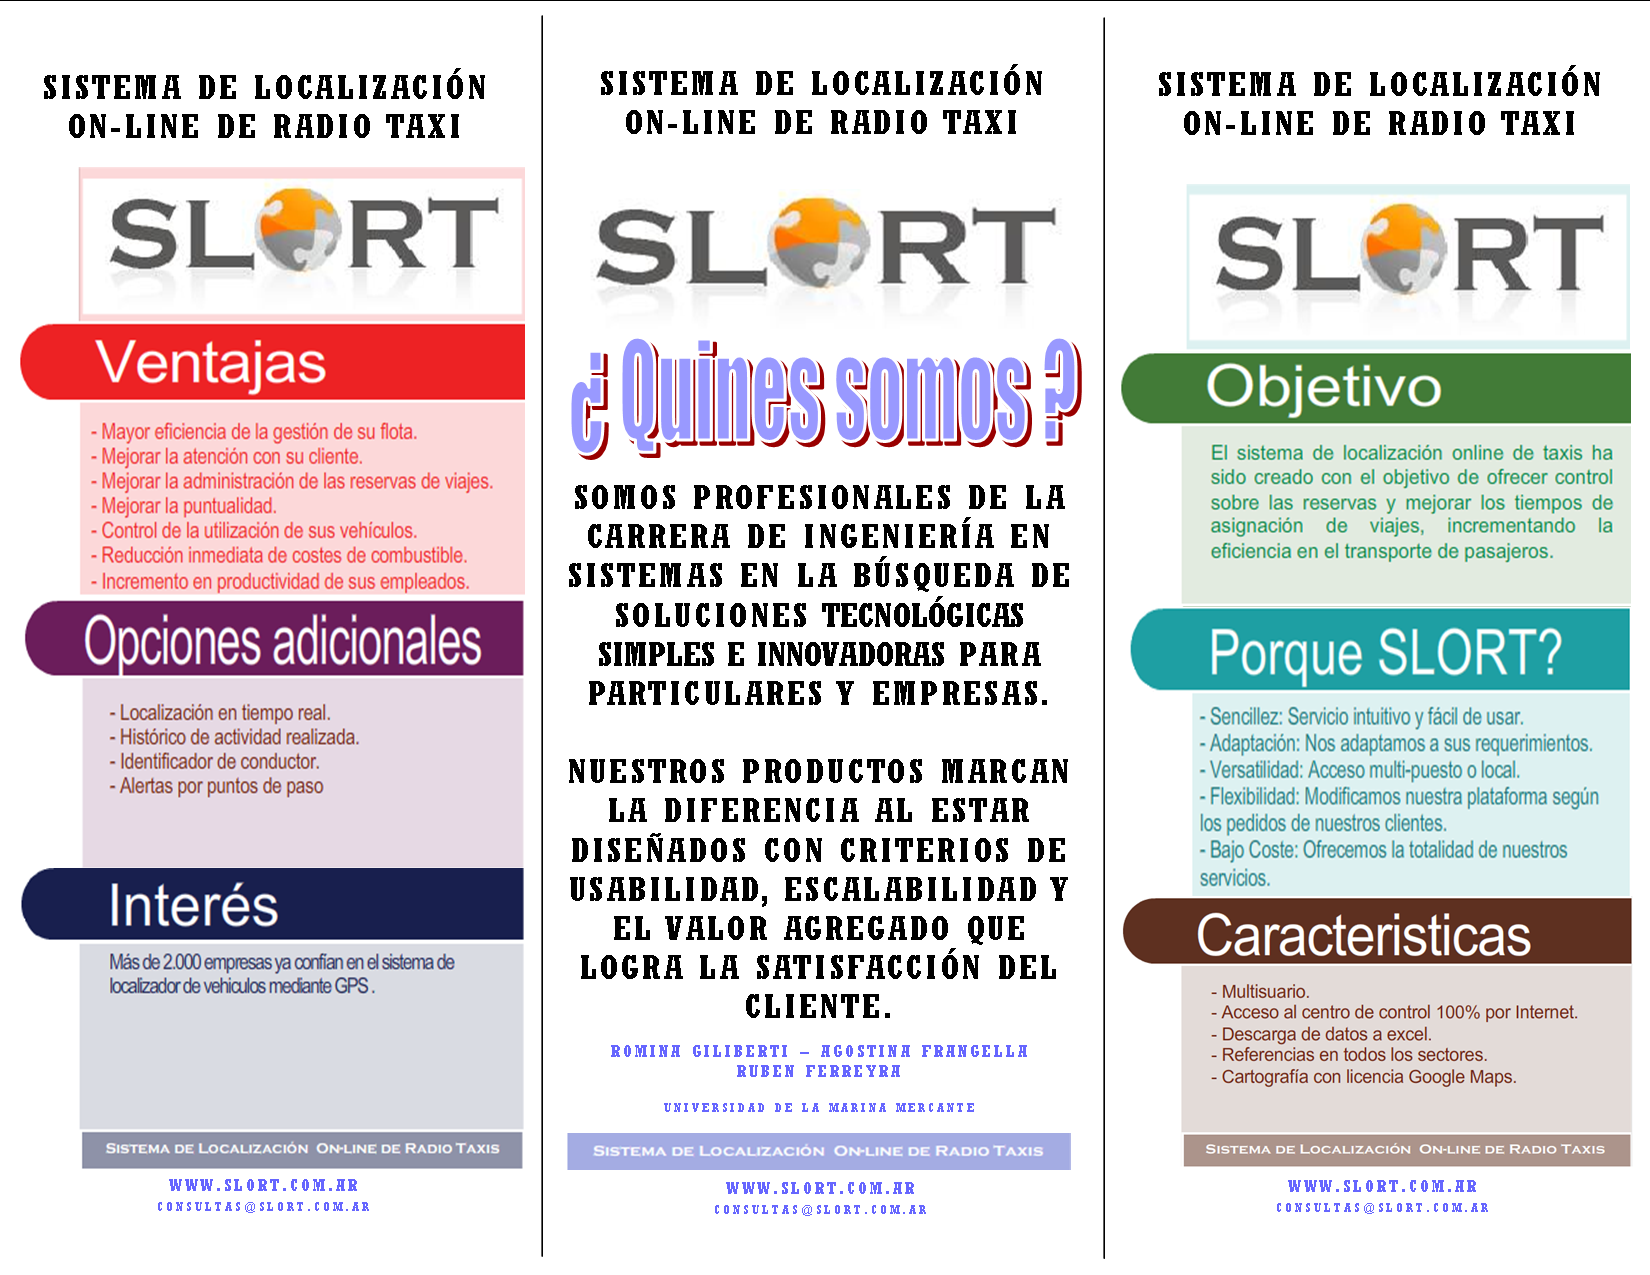 SISTEMA DE LOCALIZACIÓN
ON-LINE DE RADIO TAXI
SLORT
Ventajas
- Mayor eficiencia de la gestión de su flota.
- Mejorar la atención con su cliente.
- Mejorar la administración de las reservas de viajes.
- Mejorar la puntualidad.
- Control de la utilización de sus vehículos.
- Reducción inmediata de costes de combustible.
- Incremento en productividad de sus empleados.
Opciones adicionales
- Localización en tiempo real.
- Histórico de actividad realizada.
- Identificador de conductor.
- Alertas por puntos de paso
Interés
Más de 2.000 empresas ya confían en el sistema de
localizador de vehiculos mediante GPS .
SISTEMA DE LOCALIZACIÓN ON-LINE DE RADIO TAXIS
WWW.SLORT.COM.AR
CONSULTAS@SLORT.COM.AR
SISTEMA DE LOCALIZACIÓN
ON-LINE DE RADIO TAXI
SLORT
¿ Quines somos ?
SOMOS PROFESIONALES DE LA
CARRERA DE INGENIERÍA EN
SISTEMAS EN LA BÚSQUEDA DE
SOLUCIONES TECNOLÓGICAS
SIMPLES E INNOVADORAS PARA
PARTICULARES Y EMPRESAS.
NUESTROS PRODUCTOS MARCAN
LA DIFERENCIA AL ESTAR
DISEÑADOS CON CRITERIOS DE
USABILIDAD, ESCALABILIDAD Y
EL VALOR AGREGADO QUE
LOGRA LA SATISFACCIÓN DEL
CLIENTE.
ROMINA GILIBERTI – AGOSTINA FRANGELLA
RUBEN FERREYRA
UNIVERSIDAD DE LA MARINA MERCANTE
SISTEMA DE LOCALIZACIÓN ON-LINE DE RADIO TAXIS
WWW.SLORT.COM.AR
CONSULTAS@SLORT.COM.AR
SISTEMA DE LOCALIZACIÓN
ON-LINE DE RADIO TAXI
SLORT
Objetivo
El sistema de localización online de taxis ha
sido creado con el objetivo de ofrecer control
sobre las reservas y mejorar los tiempos de
asignación de viajes, incrementando la
eficiencia en el transporte de pasajeros.
Porque SLORT?
- Sencillez: Servicio intuitivo y fácil de usar.
- Adaptación: Nos adaptamos a sus requerimientos.
- Versatilidad: Acceso multi-puesto o local.
- Flexibilidad: Modificamos nuestra plataforma según
los pedidos de nuestros clientes.
- Bajo Coste: Ofrecemos la totalidad de nuestros
servicios.
Caracteristicas
- Multisuario.
- Acceso al centro de control 100% por Internet.
- Descarga de datos a excel.
- Referencias en todos los sectores.
- Cartografía con licencia Google Maps.
SISTEMA DE LOCALIZACIÓN ON-LINE DE RADIO TAXIS
WWW.SLORT.COM.AR
CONSULTAS@SLORT.COM.AR